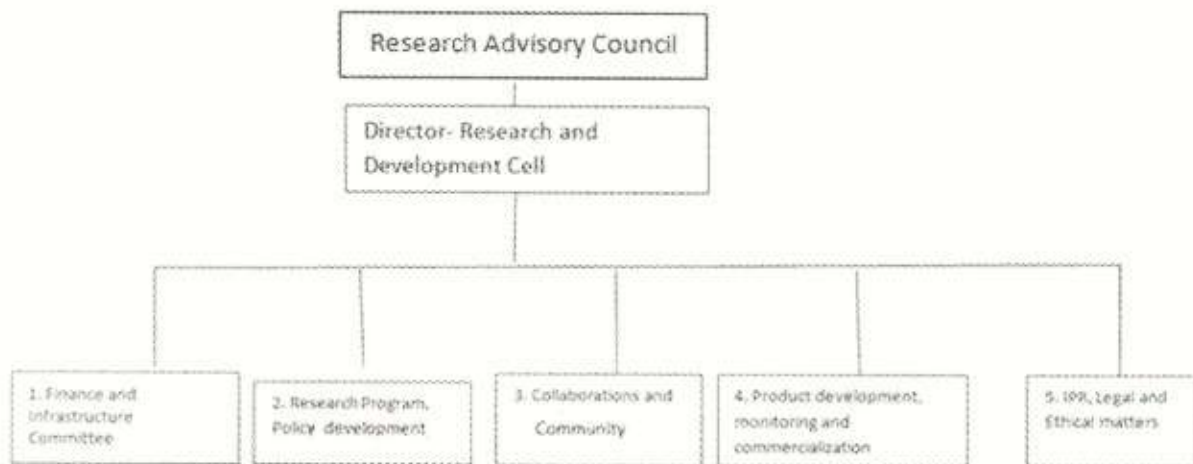 Research Advisory Council
Director- Research and
Development Cell
1. Finance and
Infrastructure
Committee
2. Research Program,
Policy development
3. Collaborations and
Community
4. Product development,
monitoring and
commercialization
5. IPR, Legal and
Ethical matters